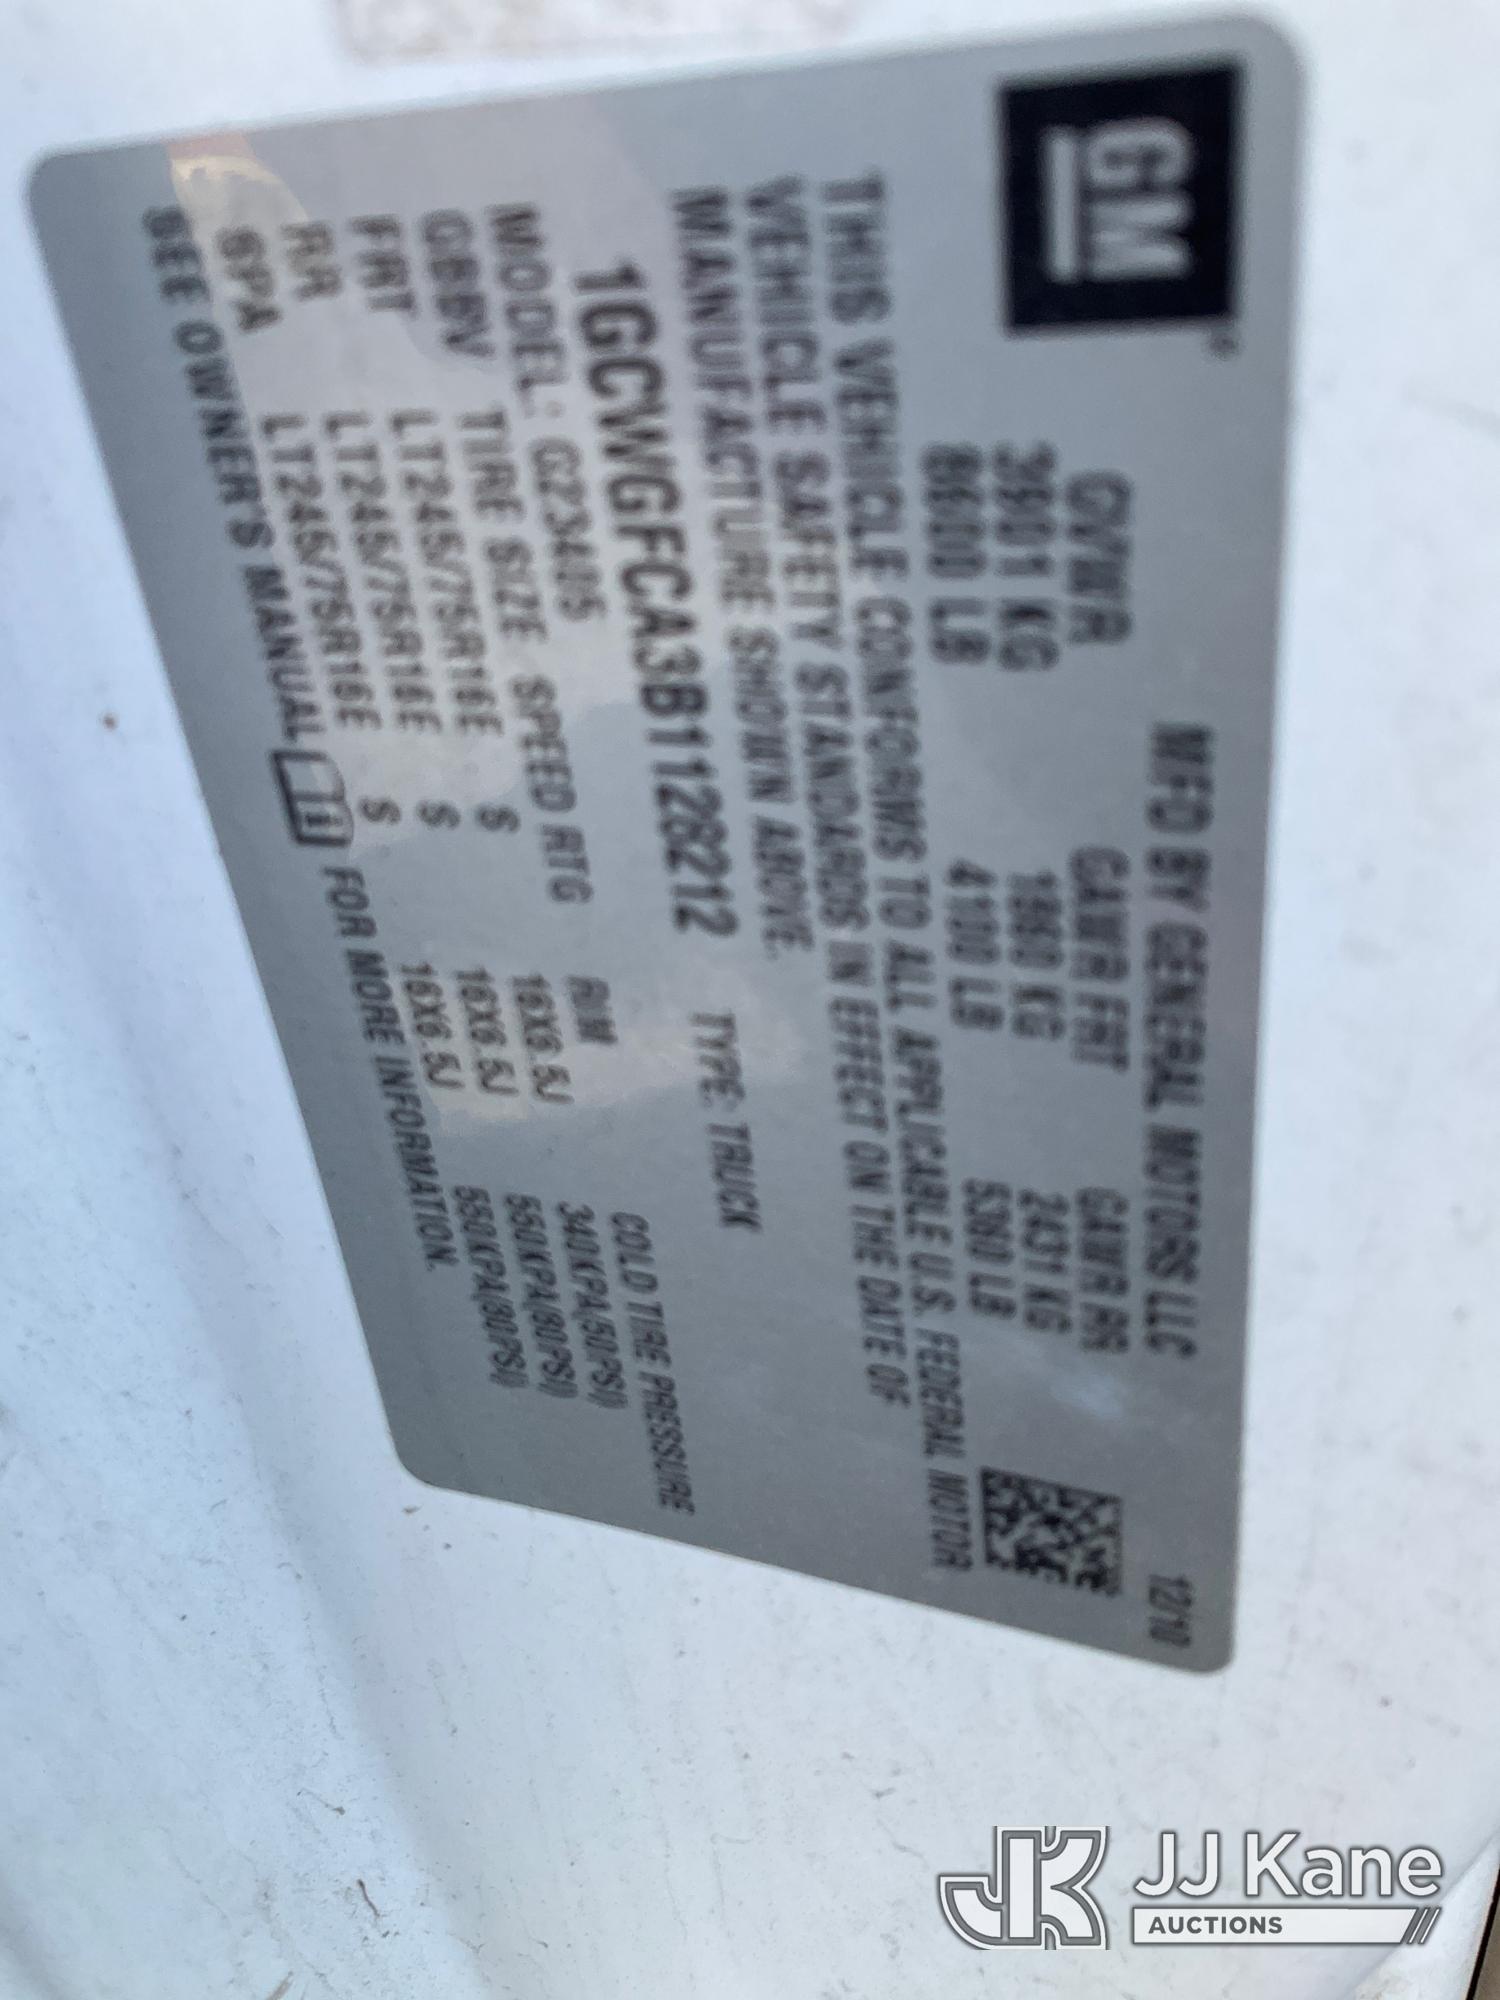 GM
MFD BY GENERAL MOTORS LLC 12/10
GVWR GAWR FRT GAWR RR
3901 KG 1860 KG 2431 KG
8600 LB 4100 LB 5360 LB
THIS VEHICLE CONFORMS TO ALL APPLICABLE U.S. FEDERAL MOTOR
VEHICLE SAFETY STANDARDS IN EFFECT ON THE DATE OF
MANUFACTURE SHOWN ABOVE.
1GCWGFCA3B1128212 TYPE: TRUCK
MODEL: G23405
TIRE SIZE SPEED RTG RIM COLD TIRE PRESSURE
FRT LT245/75R16E S 16X6.5J 340KPA(50PSI)
RR LT245/75R16E S 16X6.5J 550KPA(80PSI)
SPA LT245/75R16E S 16X6.5J 550KPA(80PSI)
SEE OWNER'S MANUAL FOR MORE INFORMATION.
JK JJ Kane
AUCTIONS